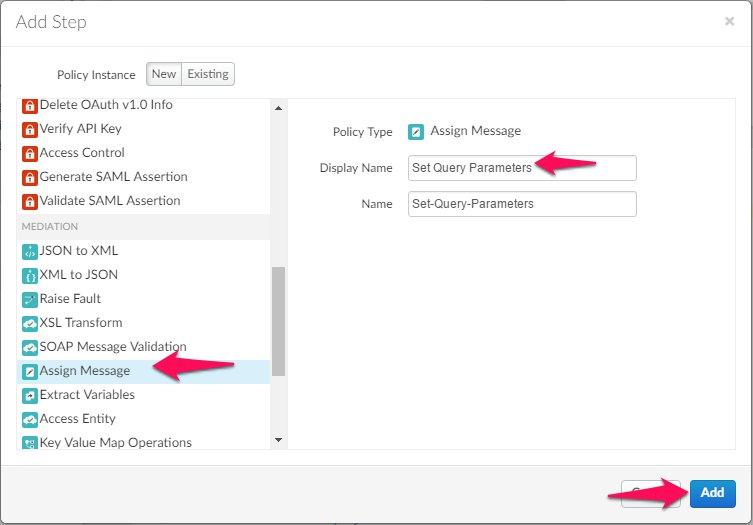 Add Step
×
Policy Instance New Existing
Delete OAuth v1.0 Info
Verify API Key
Access Control
Generate SAML Assertion
Validate SAML Assertion
MEDIATION
JSON to XML
XML to JSON
Raise Fault
XSL Transform
SOAP Message Validation
Assign Message
Extract Variables
Access Entity
Key Value Map Operations
Policy Type Assign Message
Display Name Set Query Parameters
Name Set-Query-Parameters
Add